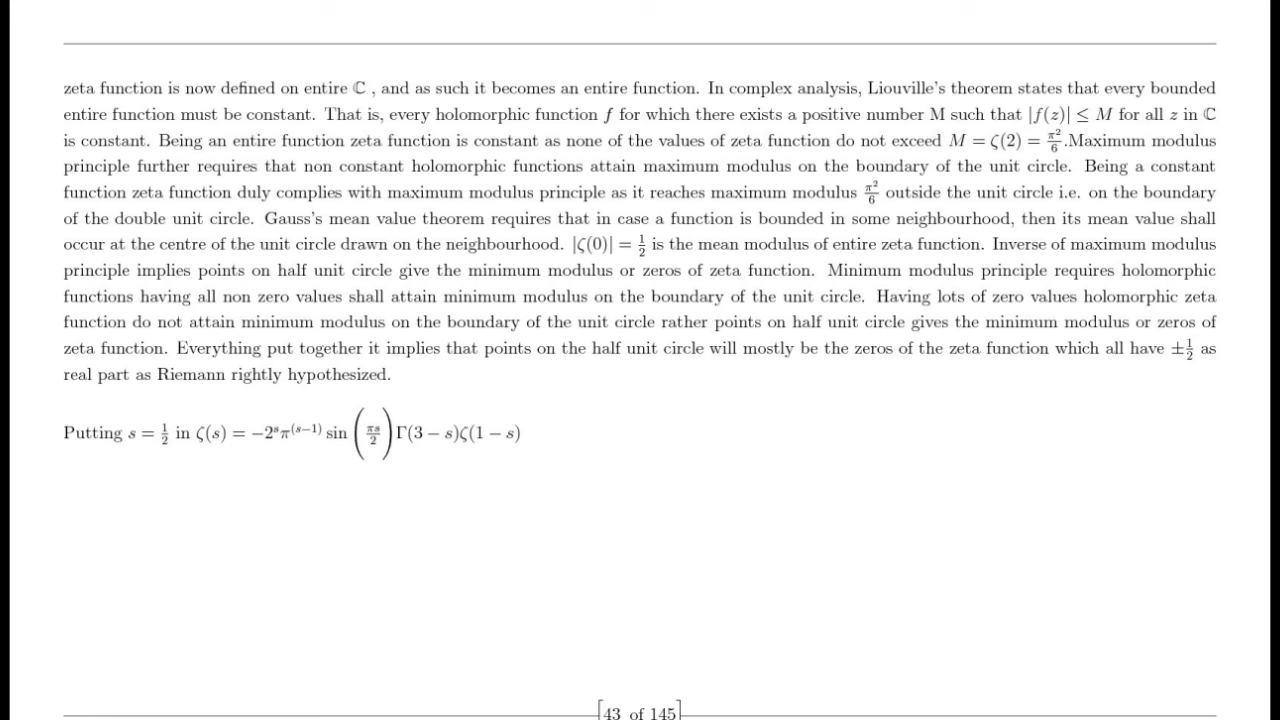 zeta function is now defined on entire ℂ , and as such it becomes an entire function. In complex analysis, Liouville's theorem states that every bounded
entire function must be constant. That is, every holomorphic function f for which there exists a positive number M such that |f(z)| ≤ M for all z in ℂ
is constant. Being an entire function zeta function is constant as none of the values of zeta function do not exceed M = ζ(2) = π²/6.Maximum modulus
principle further requires that non constant holomorphic functions attain maximum modulus on the boundary of the unit circle. Being a constant
function zeta function duly complies with maximum modulus principle as it reaches maximum modulus π²/6 outside the unit circle i.e. on the boundary
of the double unit circle. Gauss's mean value theorem requires that in case a function is bounded in some neighbourhood, then its mean value shall
occur at the centre of the unit circle drawn on the neighbourhood. |ζ(0)| = 1/2 is the mean modulus of entire zeta function. Inverse of maximum modulus
principle implies points on half unit circle give the minimum modulus or zeros of zeta function. Minimum modulus principle requires holomorphic
functions having all non zero values shall attain minimum modulus on the boundary of the unit circle. Having lots of zero values holomorphic zeta
function do not attain minimum modulus on the boundary of the unit circle rather points on half unit circle gives the minimum modulus or zeros of
zeta function. Everything put together it implies that points on the half unit circle will mostly be the zeros of the zeta function which all have ±1/2 as
real part as Riemann rightly hypothesized.
Putting s = 1/2 in ζ(s) = −2^s π^(s−1) sin (πs/2) Γ(3 − s)ζ(1 − s)
[43 of 145]